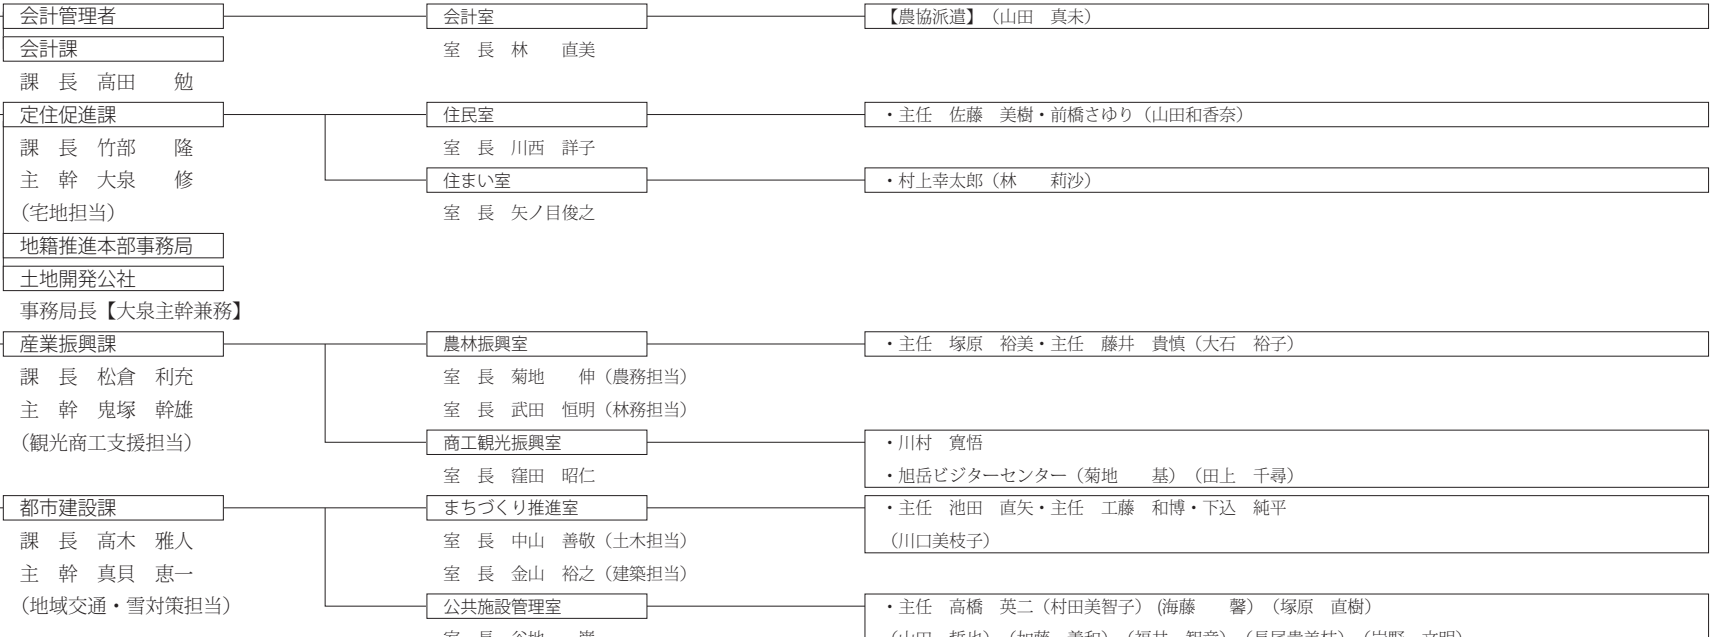 会計管理者　会計室　【農協派遣】（山田　真未）
会計課　室　長　林　　直美
課　長　高田　　勉
定住促進課　住民室　・主任　佐藤　美樹・前橋さゆり（山田和香奈）
課　長　竹部　　隆　室　長　川西　詳子
主　幹　大泉　　修　住まい室　・村上幸太郎（林　　莉沙）
（宅地担当）　室　長　矢ノ目俊之
地籍推進本部事務局
土地開発公社
事務局長【大泉主幹兼務】
産業振興課　農林振興室　・主任　塚原　裕美・主任　藤井　貴慎（大石　裕子）
課　長　松倉　利充　室　長　菊地　　伸（農務担当）
主　幹　鬼塚　幹雄　室　長　武田　恒明（林務担当）
（観光商工支援担当）　商工観光振興室　・川村　寛悟
室　長　窪田　昭仁　・旭岳ビジターセンター（菊地　　基）（田上　千尋）
都市建設課　まちづくり推進室　・主任　池田　直矢・主任　工藤　和博・下込　純平
課　長　高木　雅人　室　長　中山　善敬（土木担当）　（川口美枝子）
主　幹　真貝　恵一　室　長　金山　裕之（建築担当）
（地域交通・雪対策担当）　公共施設管理室　・主任　高橋　英二（村田美智子）(海藤　　馨）（塚原　直樹）